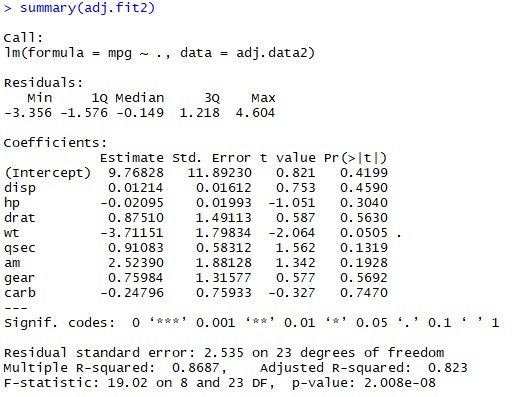 > summary(adj.fit2)
Call:
lm(formula = mpg ~ ., data = adj.data2)
Residuals:
   Min     1Q Median     3Q    Max
-3.356 -1.576 -0.149  1.218  4.604
Coefficients:
            Estimate Std. Error t value Pr(>|t|)
(Intercept)  9.76828   11.89230   0.821   0.4199
disp         0.01214    0.01612   0.753   0.4590
hp          -0.02095    0.01993  -1.051   0.3040
drat         0.87510    1.49113   0.587   0.5630
wt          -3.71151    1.79834  -2.064   0.0505 .
qsec         0.91083    0.58312   1.562   0.1319
am           2.52390    1.88128   1.342   0.1928
gear         0.75984    1.31577   0.577   0.5692
carb        -0.24796    0.75933  -0.327   0.7470
---
Signif. codes:  0 ‘***’ 0.001 ‘**’ 0.01 ‘*’ 0.05 ‘.’ 0.1 ‘ ’ 1
Residual standard error: 2.535 on 23 degrees of freedom
Multiple R-squared:  0.8687,    Adjusted R-squared:  0.823
F-statistic: 19.02 on 8 and 23 DF,  p-value: 2.008e-08